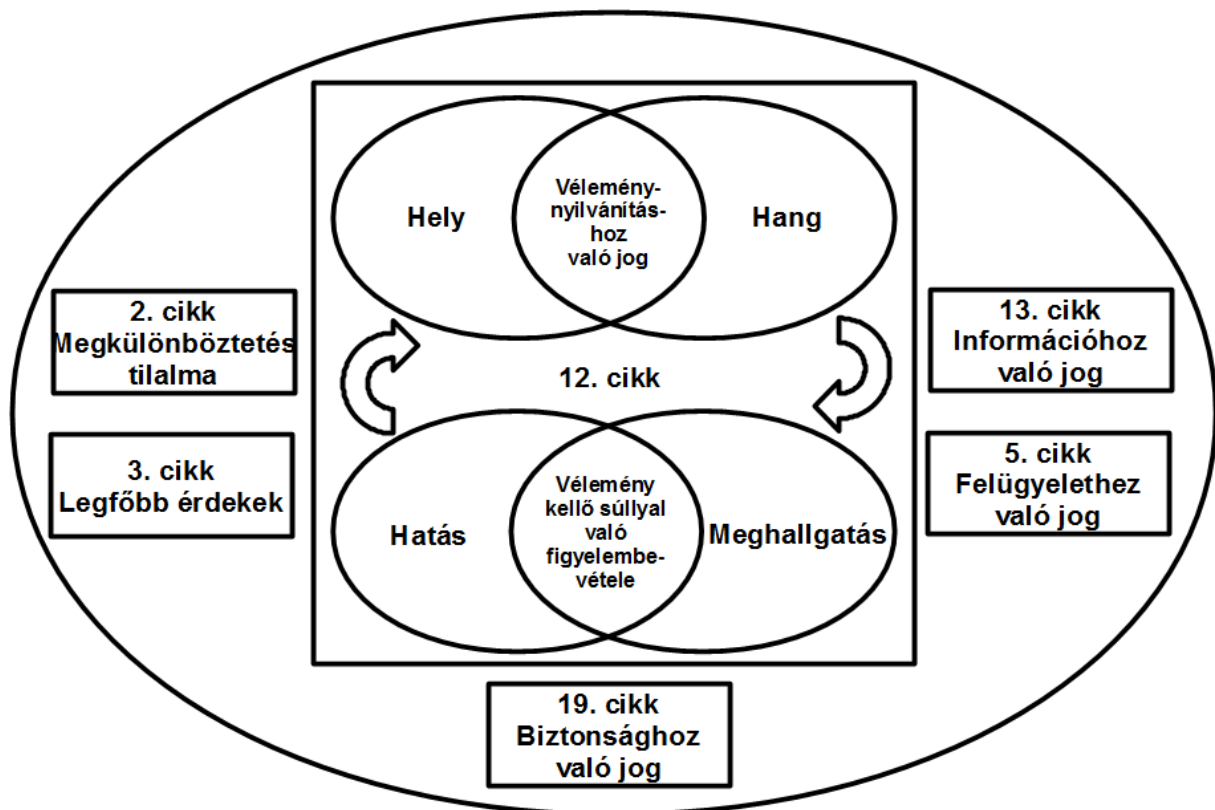 Hely
Vélemény-
nyilvánítás-
hoz
való jog
Hang
2. cikk
Megkülönböztetés
tilalma
13. cikk
Információhoz
való jog
12. cikk
3. cikk
Legfőbb érdekek
5. cikk
Felügyelethez
való jog
Hatás
Vélemény
kellő súllyal
való
figyelembe-
vétele
Meghallgatás
19. cikk
Biztonsághoz
való jog